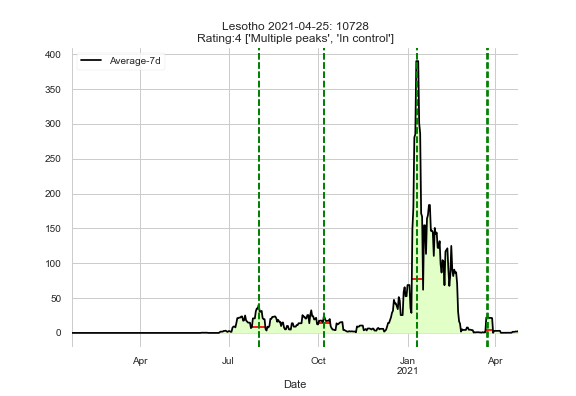 Lesotho 2021-04-25: 10728
Rating:4 ['Multiple peaks', 'In control']
Average-7d
400
350
300
250
200
150
100
50
0
Apr
Jul
Oct
Jan
2021
Apr
Date